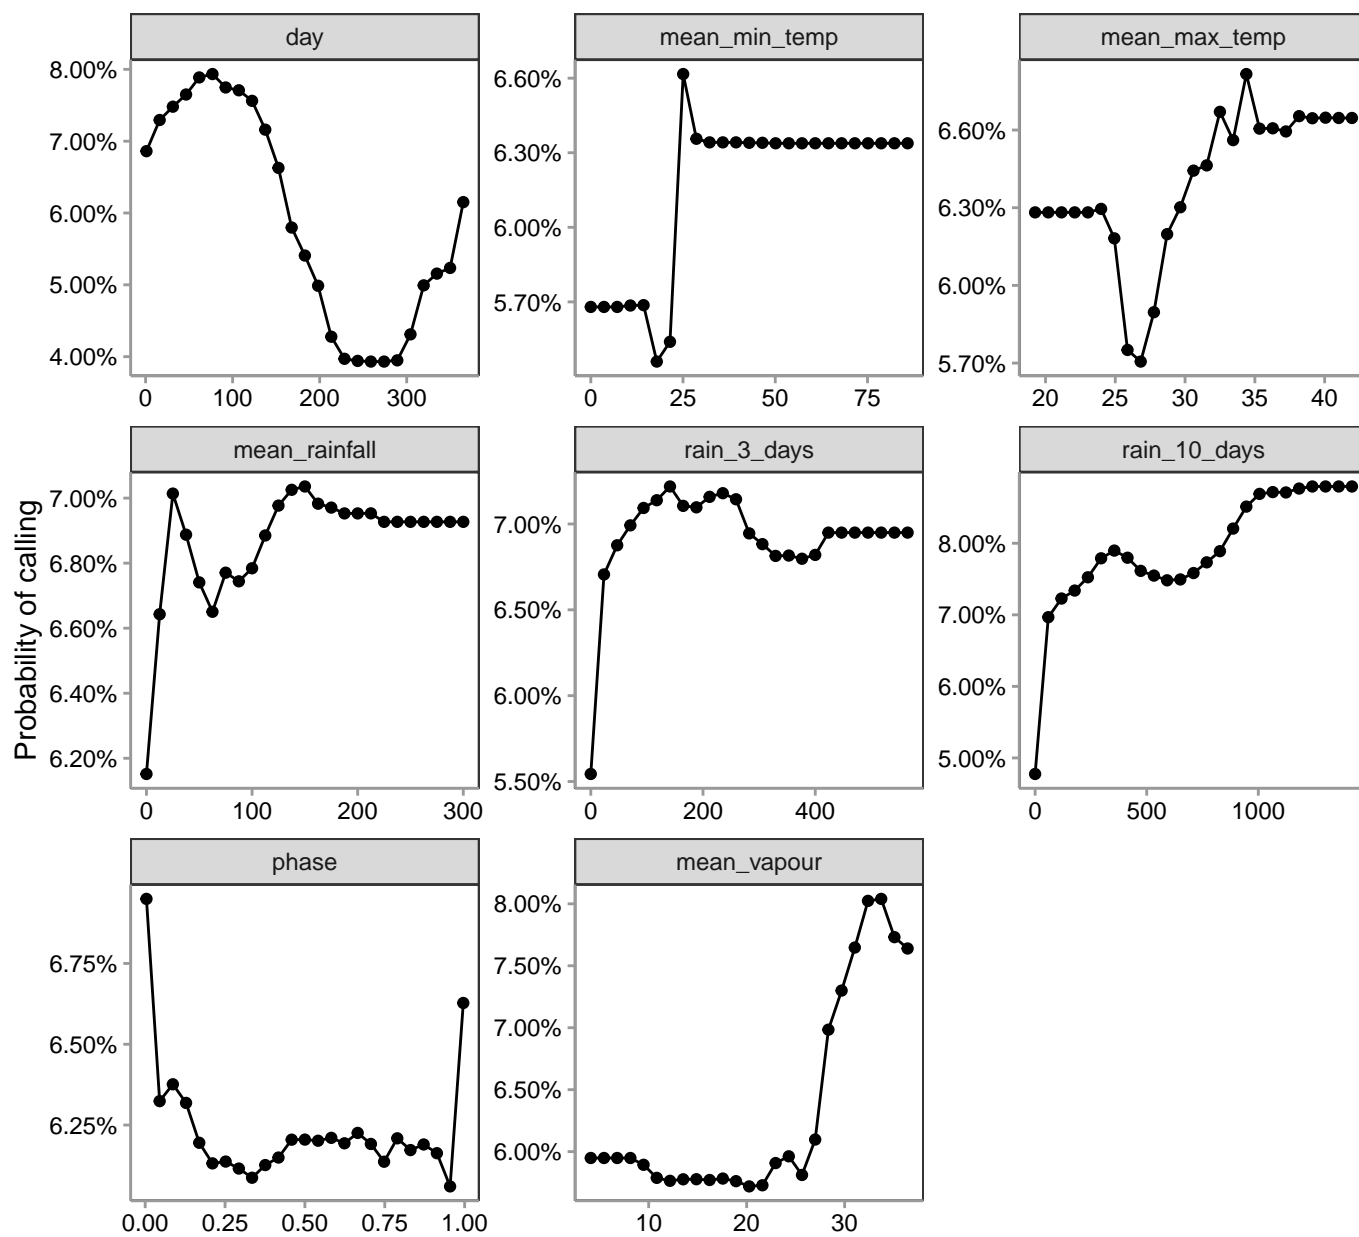 day
mean_min_temp
mean_max_temp
8.00%
7.00%
6.00%
5.00%
4.00%
0 100 200 300
6.60%
6.30%
6.00%
5.70%
0 25 50 75
6.60%
6.30%
6.00%
5.70%
20 25 30 35 40
Probability of calling
mean_rainfall
rain_3_days
rain_10_days
7.00%
6.80%
6.60%
6.40%
6.20%
0 100 200 300
7.00%
6.50%
6.00%
5.50%
0 200 400
8.00%
7.00%
6.00%
5.00%
0 500 1000
phase
mean_vapour
6.75%
6.50%
6.25%
0.00 0.25 0.50 0.75 1.00
8.00%
7.50%
7.00%
6.50%
6.00%
10 20 30